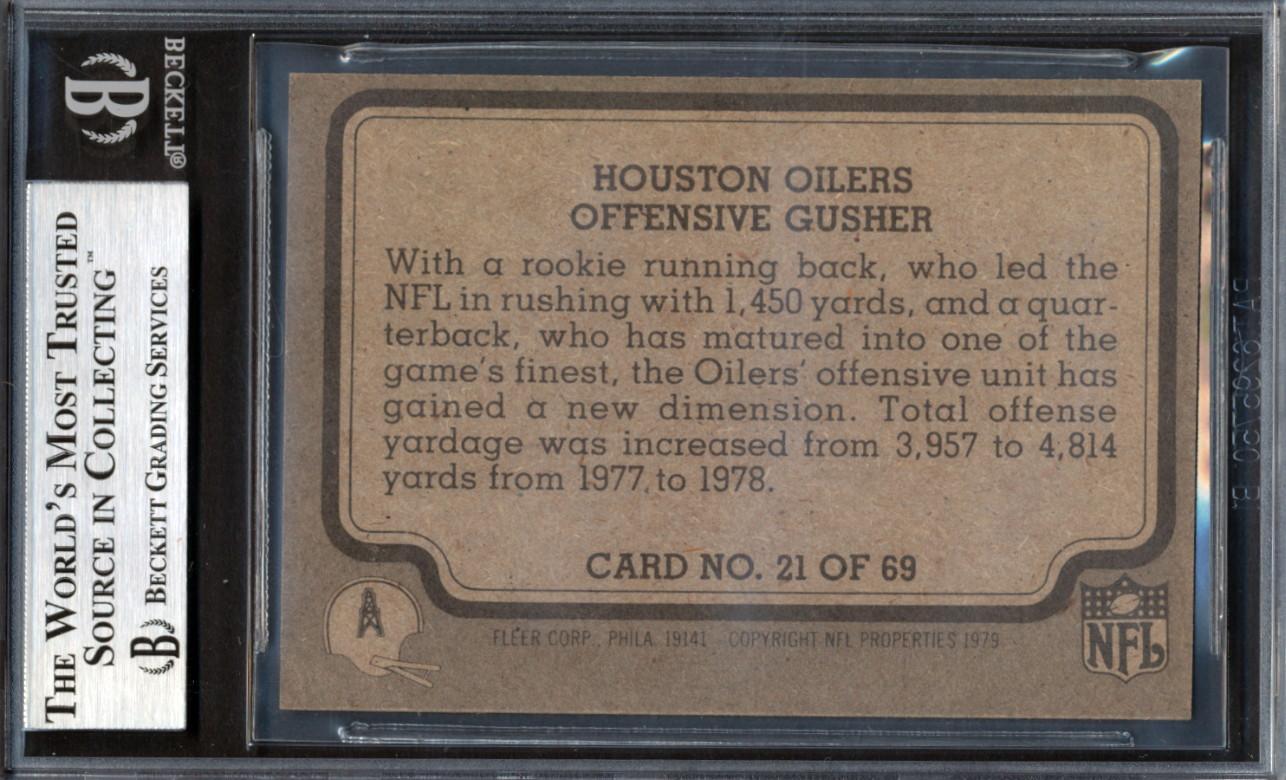 BECKETT®
THE WORLD'S MOST TRUSTED
SOURCE IN COLLECTING™
B BECKETT GRADING SERVICES
HOUSTON OILERS
OFFENSIVE GUSHER
With a rookie running back, who led the
NFL in rushing with 1,450 yards, and a quar-
terback, who has matured into one of the
game's finest, the Oilers' offensive unit has
gained a new dimension. Total offense
yardage was increased from 3,957 to 4,814
yards from 1977 to 1978.
CARD NO. 21 OF 69
FLEER CORP., PHILA. 19141 COPYRIGHT NFL PROPERTIES 1979
NFL